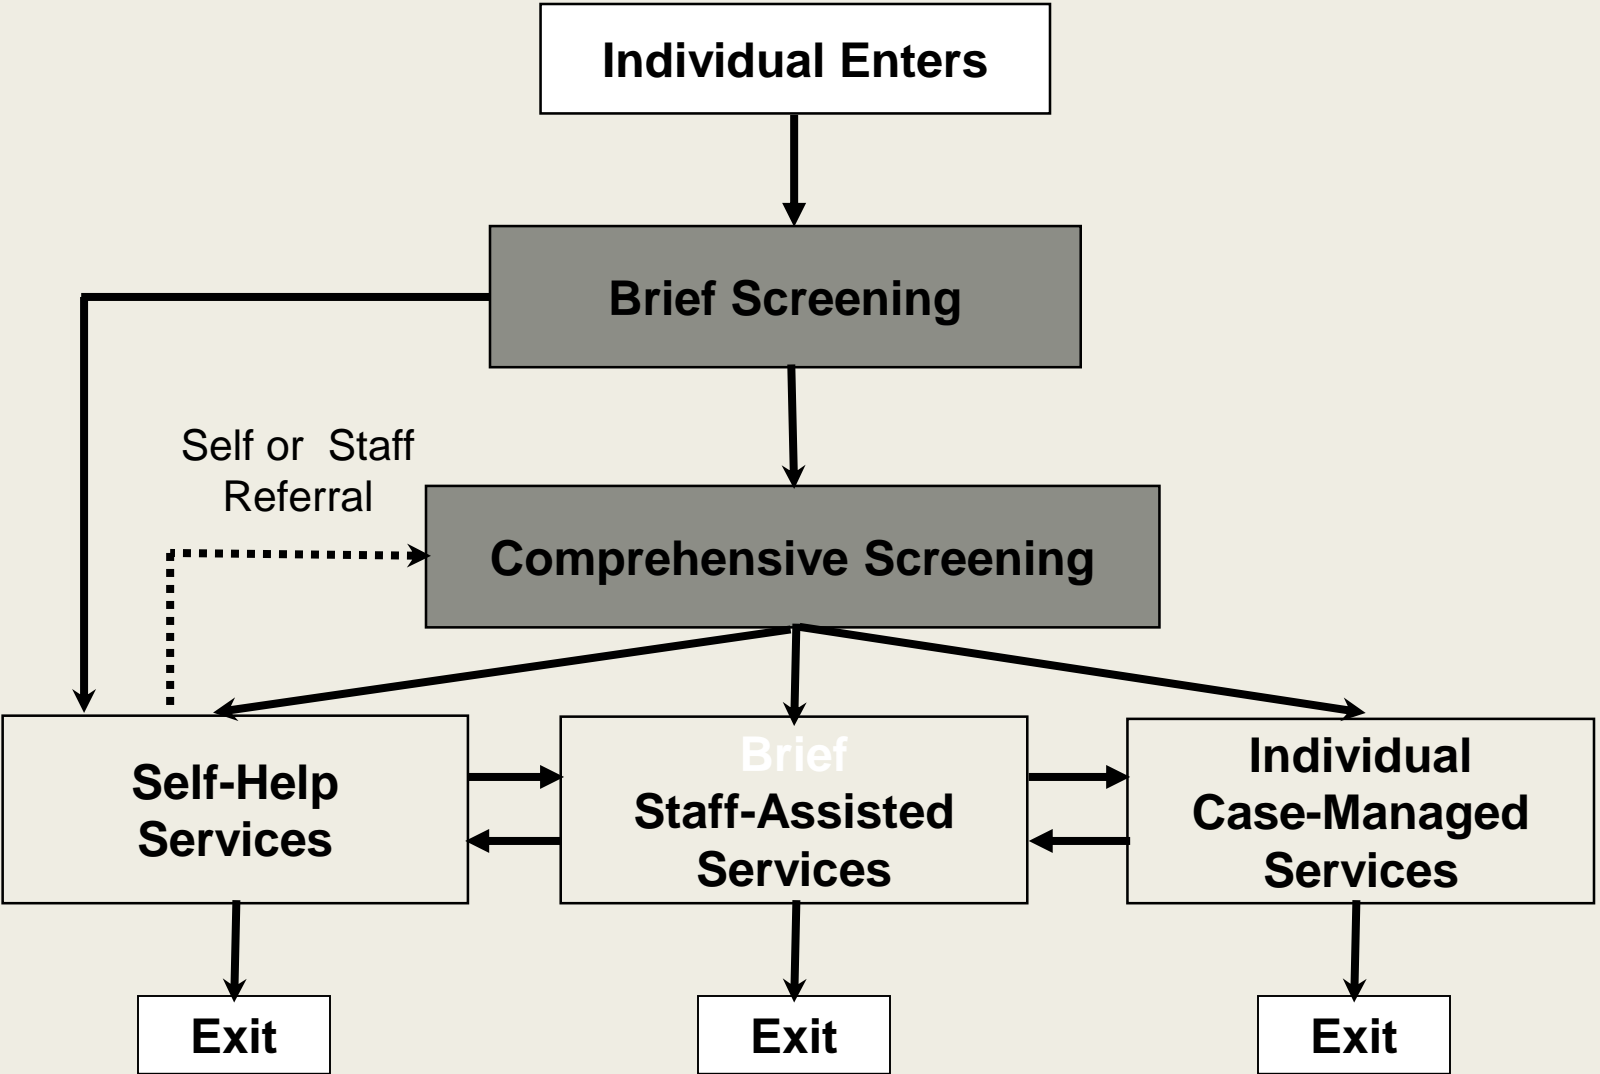 Individual Enters
Brief Screening
Self or Staff
Referral
Comprehensive Screening
Self-Help
Services
Brief
Staff-Assisted
Services
Individual
Case-Managed
Services
Exit
Exit
Exit